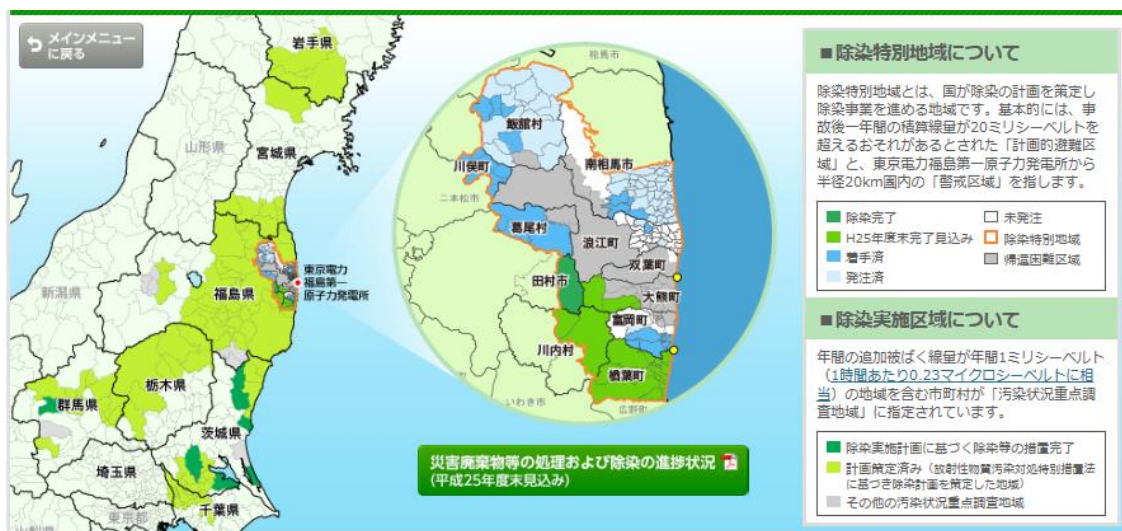 メインメニュー
に戻る
岩手県
山形県
宮城県
新潟県
福島県
東京電力
福島第一
原子力発電所
栃木県
群馬県
茨城県
埼玉県
東京都
千葉県
山梨県
相馬市
飯舘村
南相馬市
川俣町
二本松市
葛尾村
浪江町
双葉町
田村市
大熊町
富岡町
川内村
楢葉町
いわき市
広野町
災害廃棄物等の処理および除染の進捗状況
(平成25年度末見込み)
■除染特別地域について
除染特別地域とは、国が除染の計画を策定し
除染事業を進める地域です。基本的には、事
故後一年間の積算線量が20ミリシーベルトを
超えるおそれがあるとされた「計画的避難区
域」と、東京電力福島第一原子力発電所から
半径20km圏内の「警戒区域」を指します。
除染完了
H25年度末完了見込み
着手済
発注済
未発注
除染特別地域
帰還困難区域
■除染実施区域について
年間の追加被ばく線量が年間1ミリシーベルト
（1時間あたり0.23マイクロシーベルトに相
当）の地域を含む市町村が「汚染状況重点調
査地域」に指定されています。
除染実施計画に基づく除染等の措置完了
計画策定済み（放射性物質汚染対処特別措置法
に基づき除染計画を策定した地域）
その他の汚染状況重点調査地域